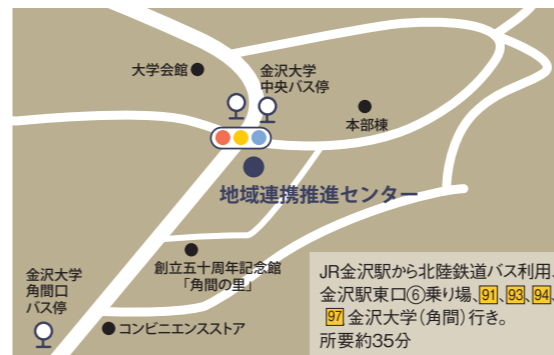 大学会館
金沢大学
中央バス停
本部棟
地域連携推進センター
創立五十周年記念館
「角間の里」
金沢大学
角間口
バス停
コンビニエンスストア
JR金沢駅から北陸鉄道バス利用、
金沢駅東口⑥乗り場、91、93、94、
97 金沢大学(角間)行き。
所要約35分